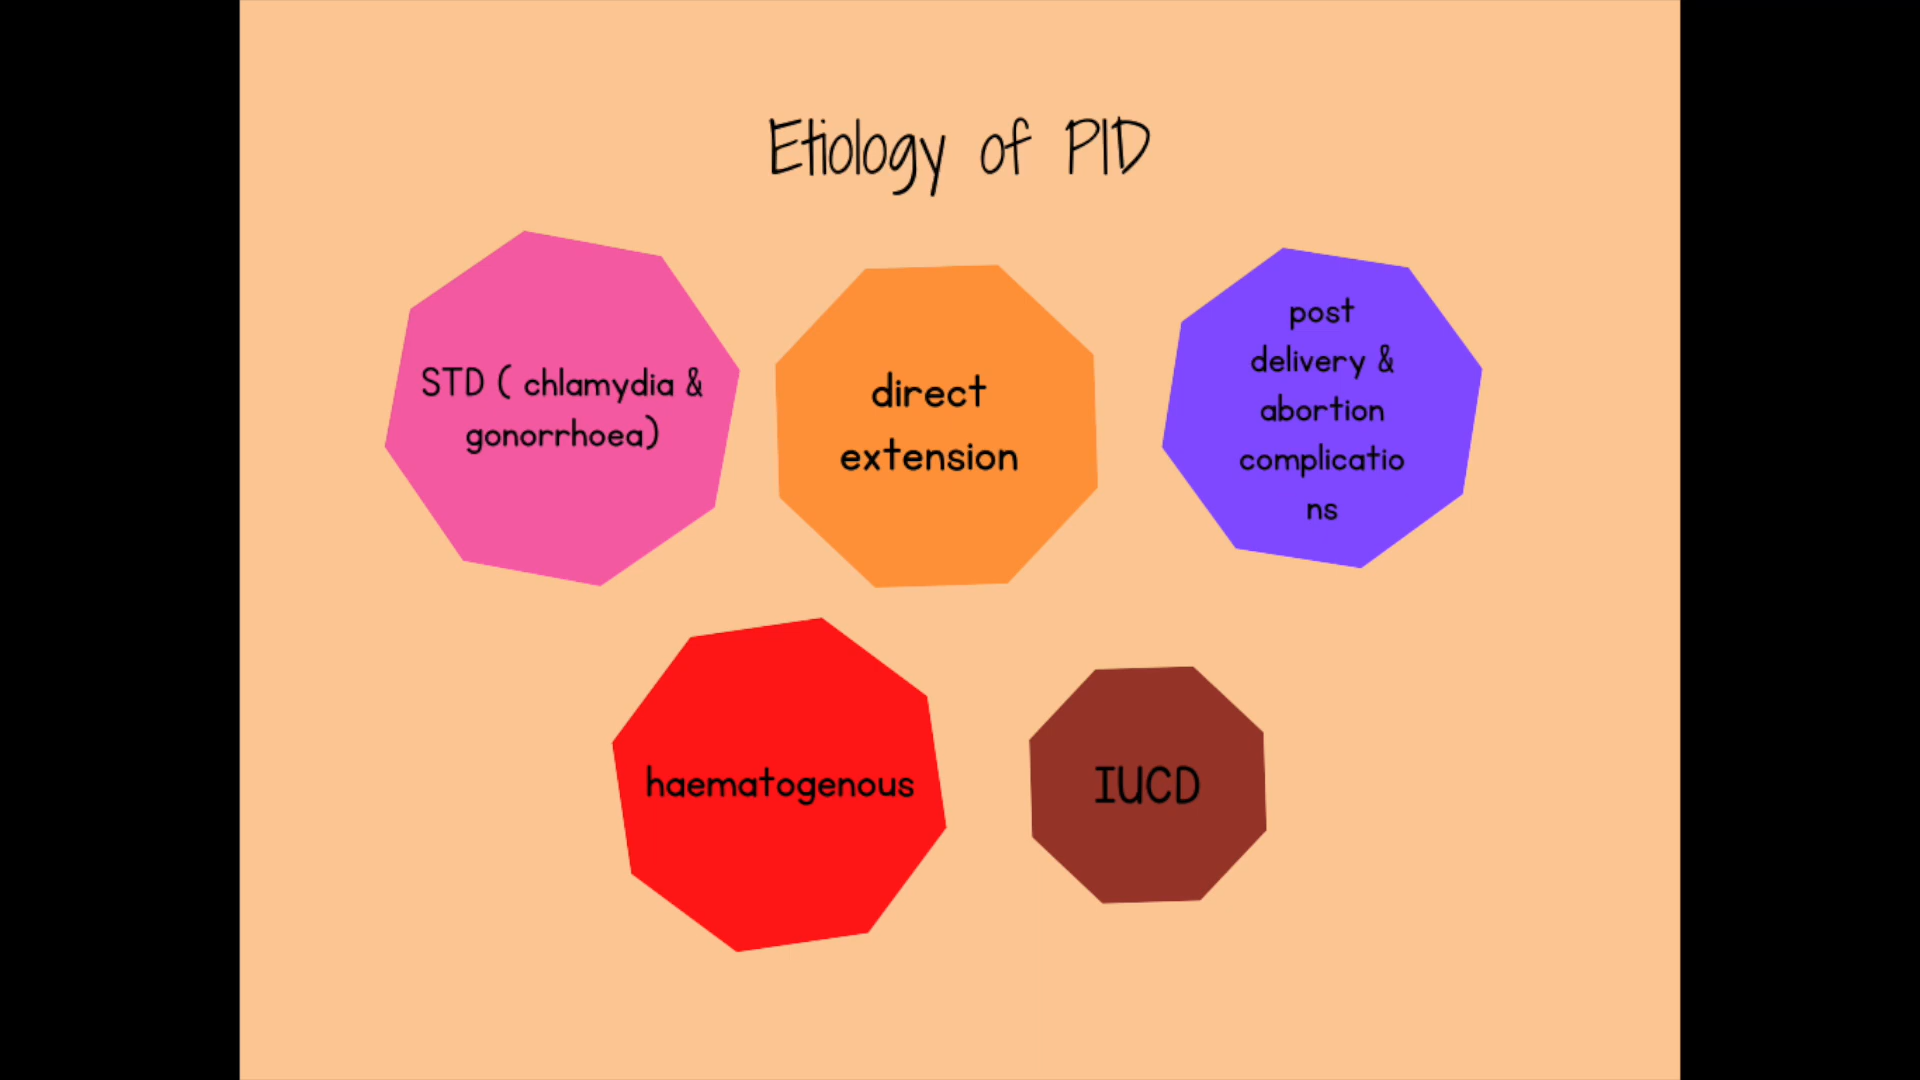 Etiology of PID
STD ( chlamydia &
gonorrhoea)
direct
extension
post
delivery &
abortion
complicatio
ns
haematogenous
IUCD